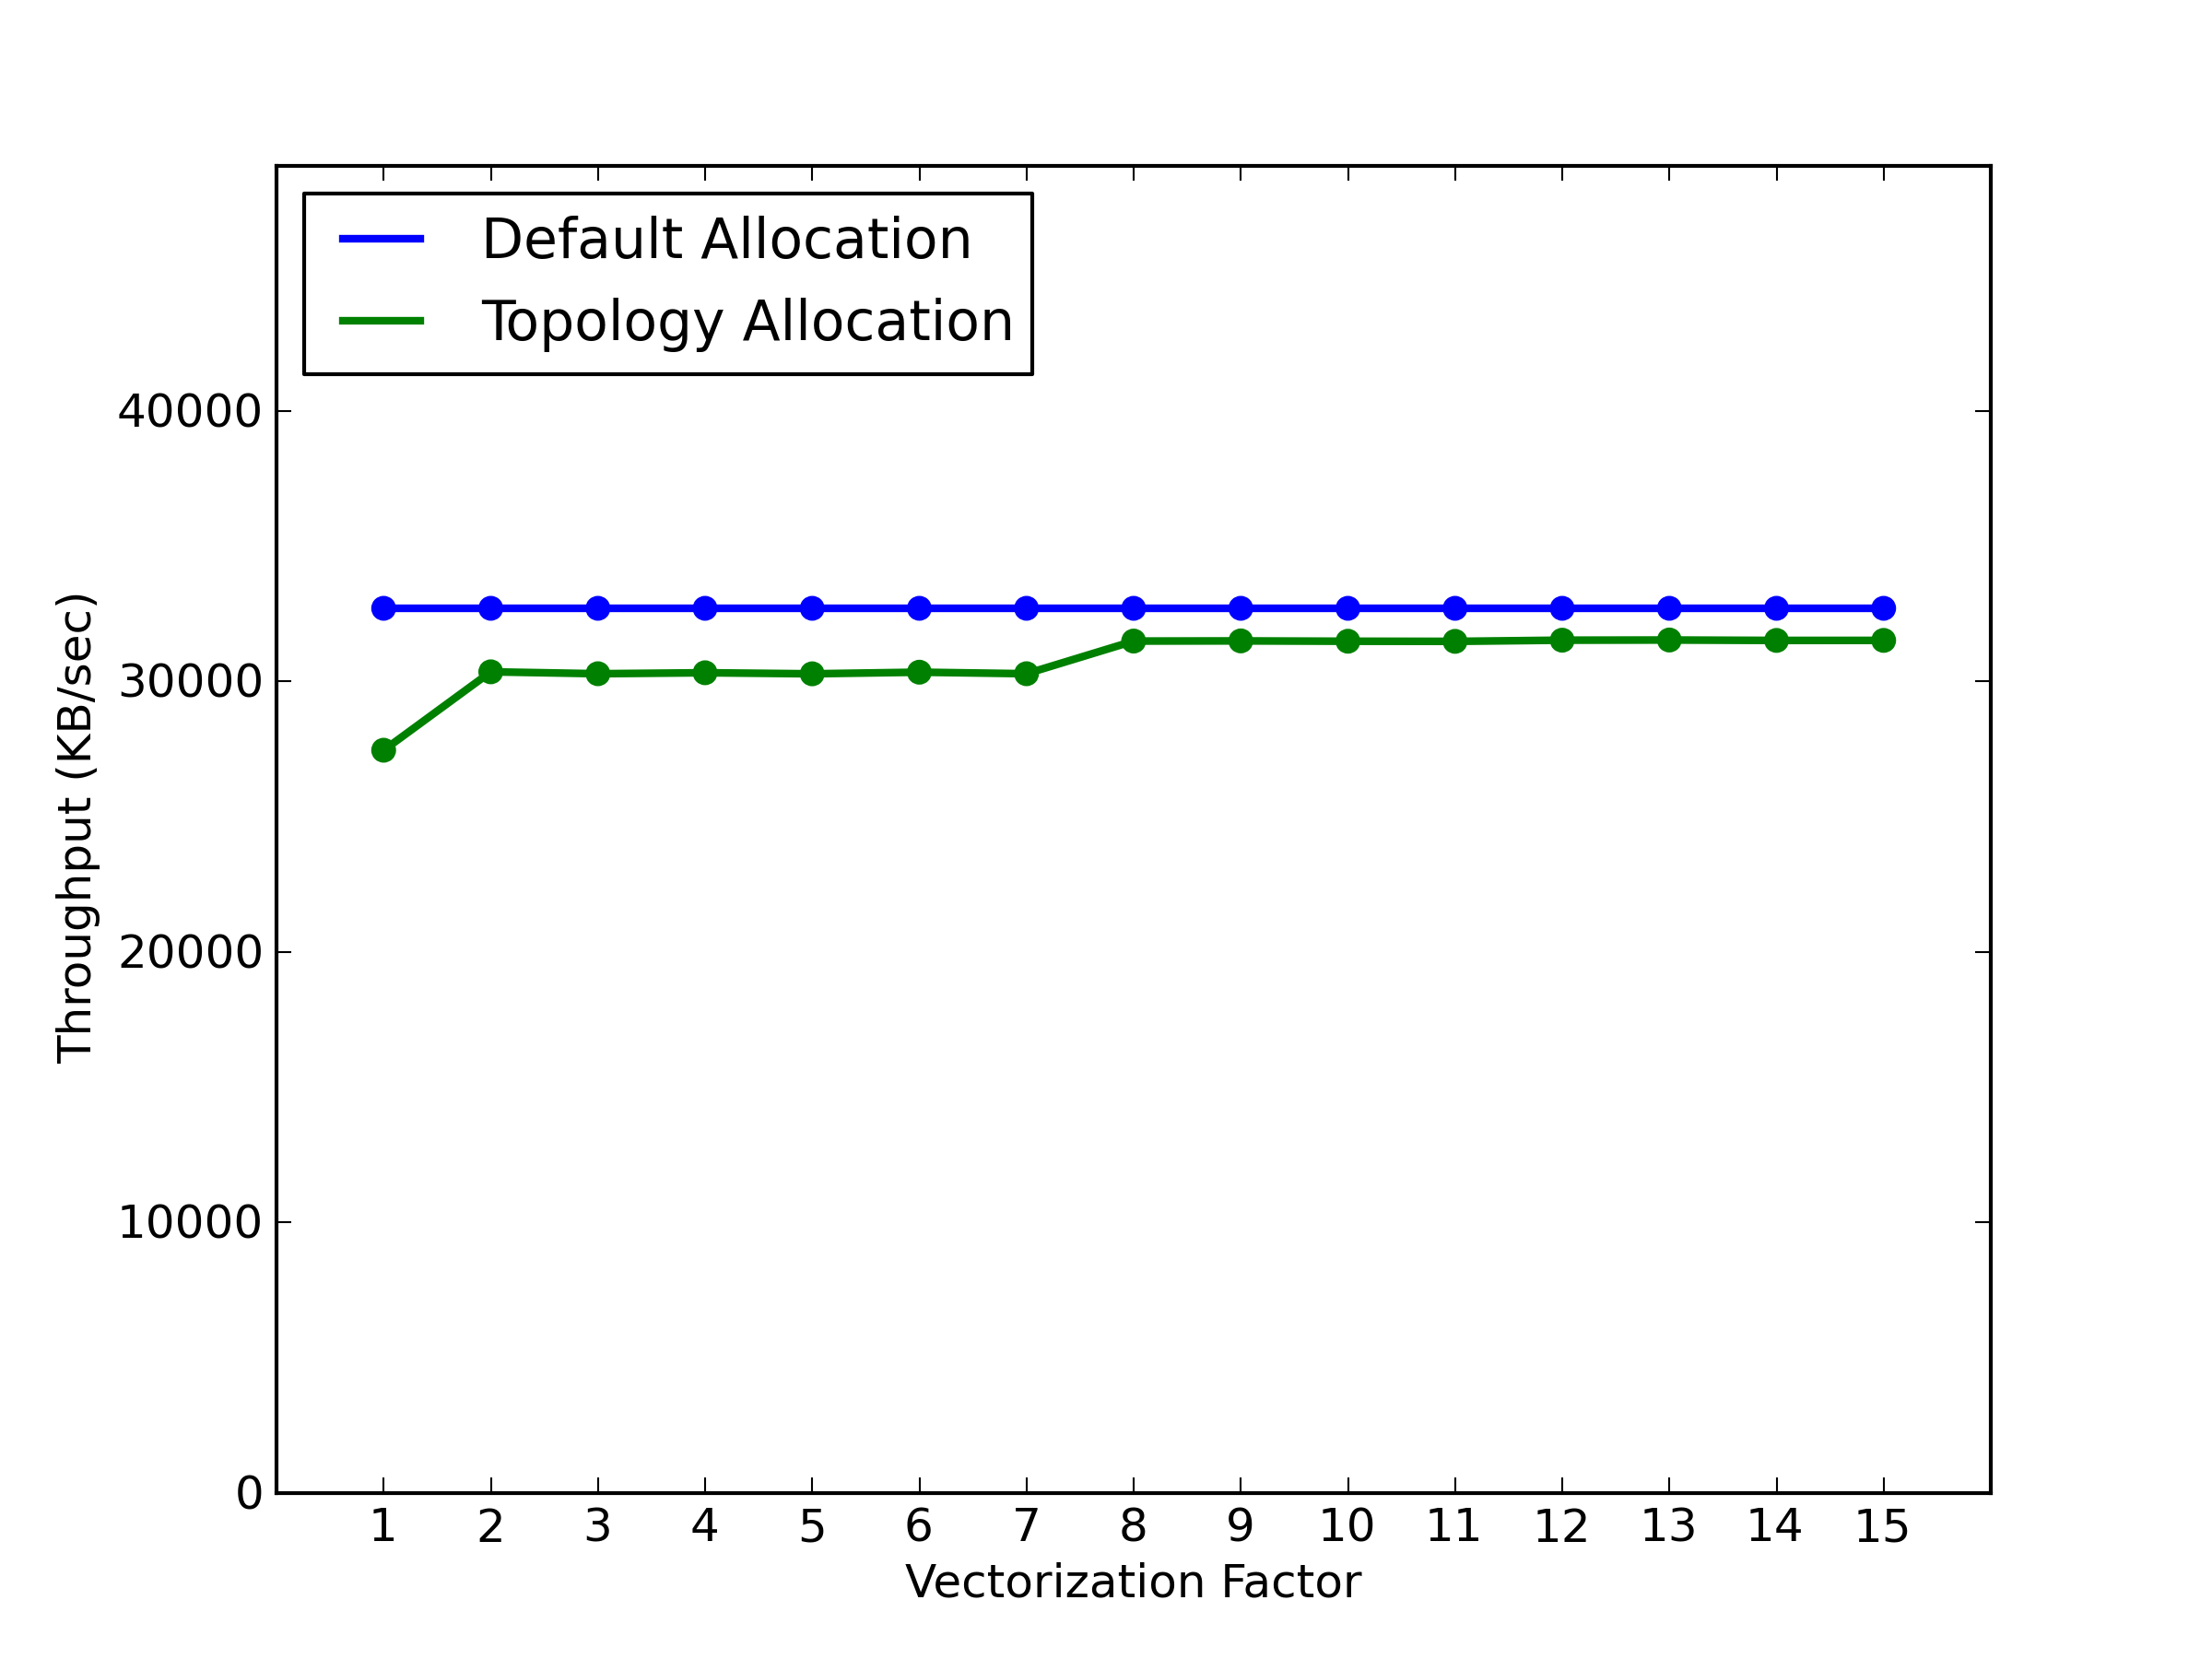 Default Allocation
Topology Allocation
40000
30000
20000
10000
0
Throughput (KB/sec)
1 2 3 4 5 6 7 8 9 10 11 12 13 14 15
Vectorization Factor